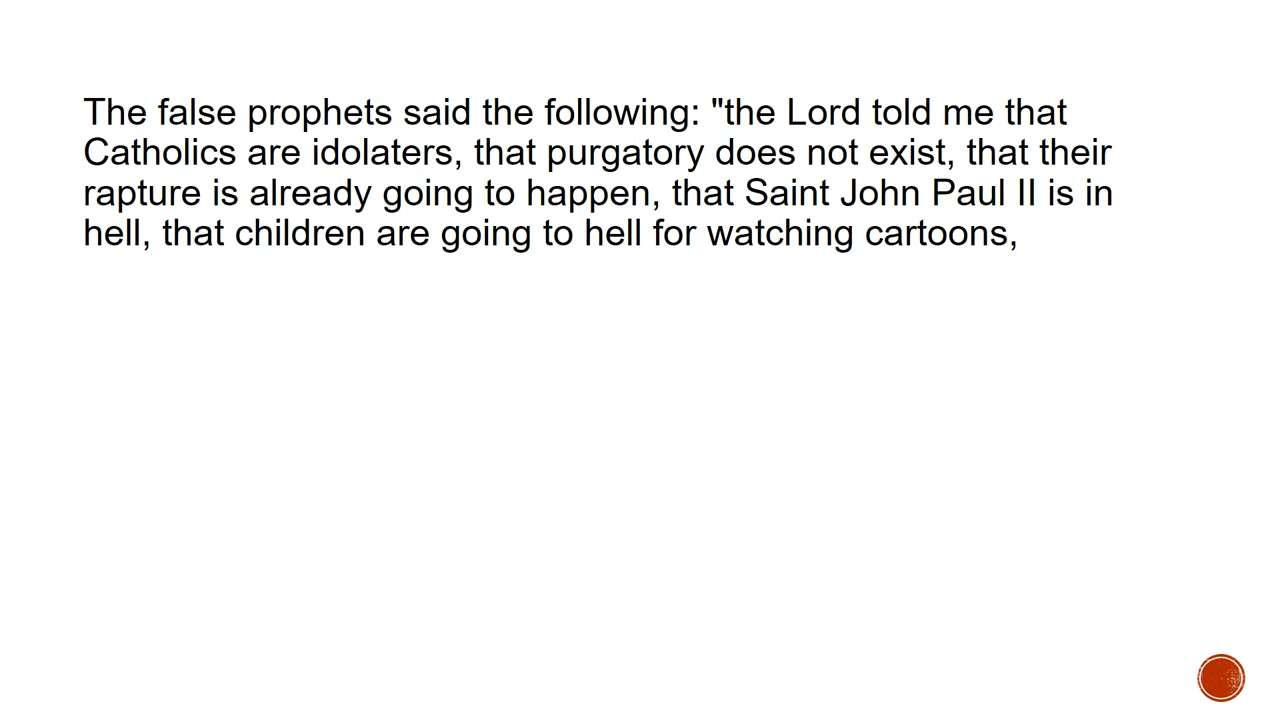 The false prophets said the following: "the Lord told me that
Catholics are idolaters, that purgatory does not exist, that their
rapture is already going to happen, that Saint John Paul II is in
hell, that children are going to hell for watching cartoons,